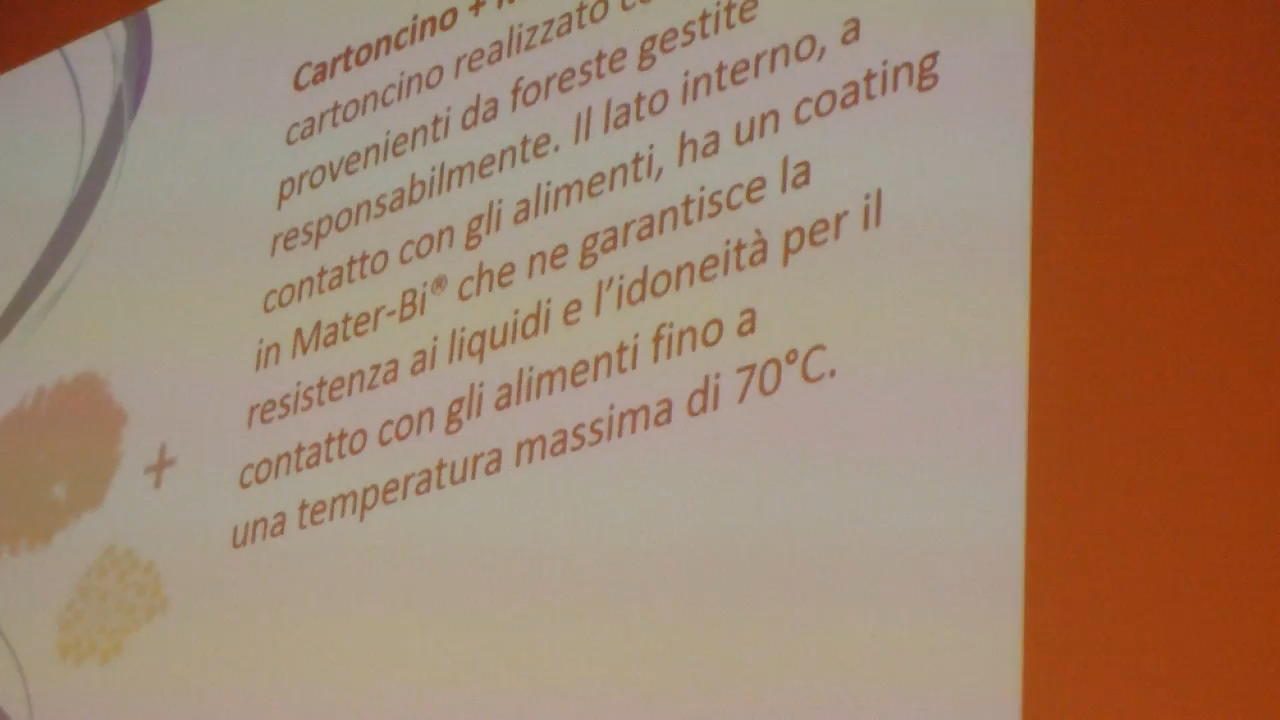 Cartoncino +
cartoncino realizzato
provenienti da foreste gestite
responsabilmente. Il lato interno, a
contatto con gli alimenti, ha un coating
in Mater-Bi® che ne garantisce la
resistenza ai liquidi e l'idoneità per il
contatto con gli alimenti fino a
una temperatura massima di 70°C.
+